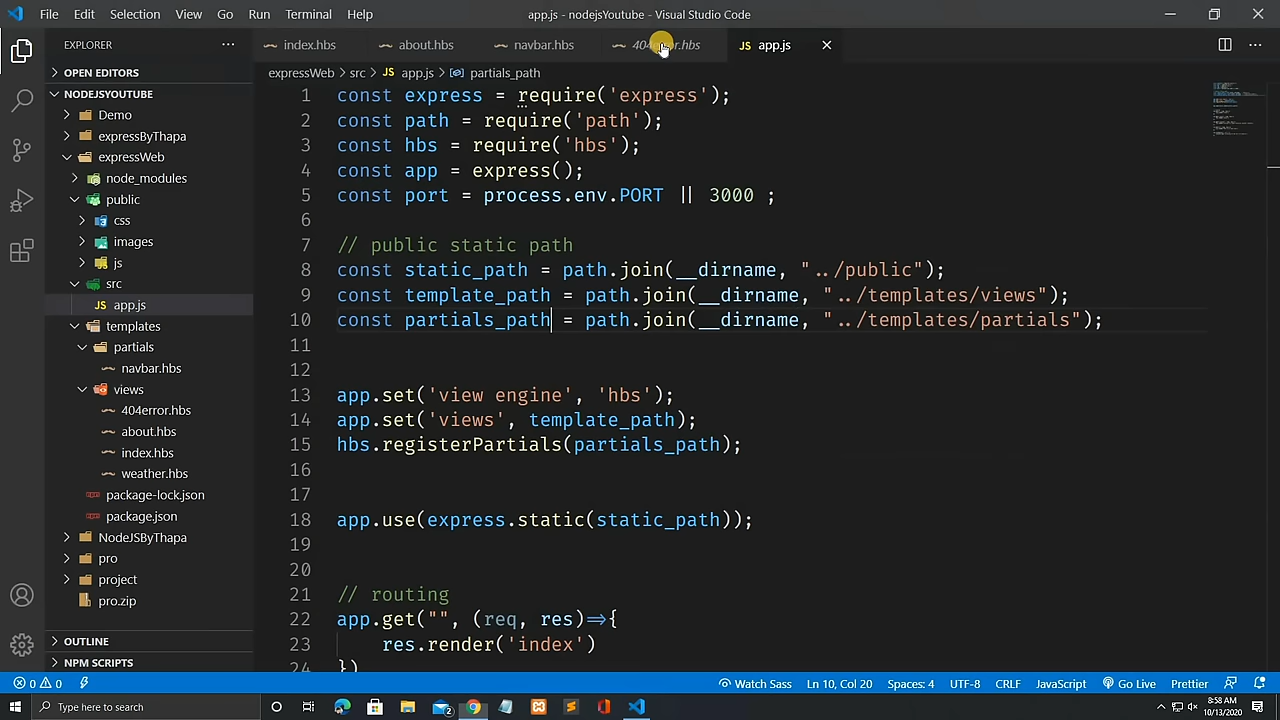 File Edit Selection View Go Run Terminal Help
app.js - nodejsYoutube - Visual Studio Code
EXPLORER
index.hbs
about.hbs
navbar.hbs
.hbs
JS app.js
OPEN EDITORS
NODEJSYOUTUBE
Demo
expressByThapa
expressWeb
node_modules
public
css
images
js
src
JS app.js
templates
partials
navbar.hbs
views
404error.hbs
about.hbs
index.hbs
weather.hbs
package-lock.json
package.json
NodeJSByThapa
pro
project
pro.zip
OUTLINE
NPM SCRIPTS
expressWeb > src > JS app.js > partials_path
1 const express = require('express');
2 const path = require('path');
3 const hbs = require('hbs');
4 const app = express();
5 const port = process.env.PORT || 3000 ;
6
7 // public static path
8 const static_path = path.join(__dirname, "../public");
9 const template_path = path.join(__dirname, "../templates/views");
10 const partials_path = path.join(__dirname, "../templates/partials");
11
12
13 app.set('view engine', 'hbs');
14 app.set('views', template_path);
15 hbs.registerPartials(partials_path);
16
17
18 app.use(express.static(static_path));
19
20
21 // routing
22 app.get("", (req, res)=>{
23 res.render('index')
24 })
0 0 Watch Sass Ln 10, Col 20 Spaces: 4 UTF-8 CRLF JavaScript Go Live Prettier
Type here to search
2
8:58 AM
10/13/2020